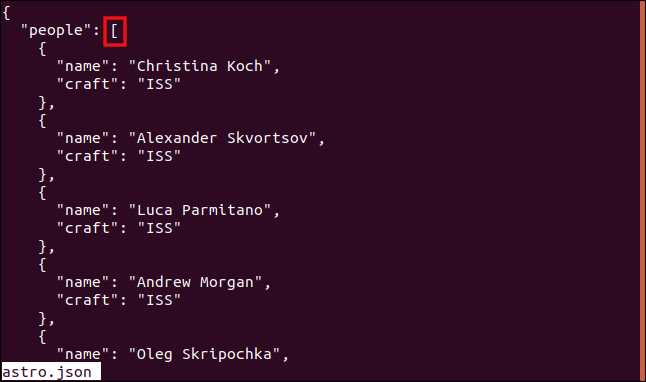 {
  "people": [
    {
      "name": "Christina Koch",
      "craft": "ISS"
    },
    {
      "name": "Alexander Skvortsov",
      "craft": "ISS"
    },
    {
      "name": "Luca Parmitano",
      "craft": "ISS"
    },
    {
      "name": "Andrew Morgan",
      "craft": "ISS"
    },
    {
      "name": "Oleg Skripochka",
astro.json